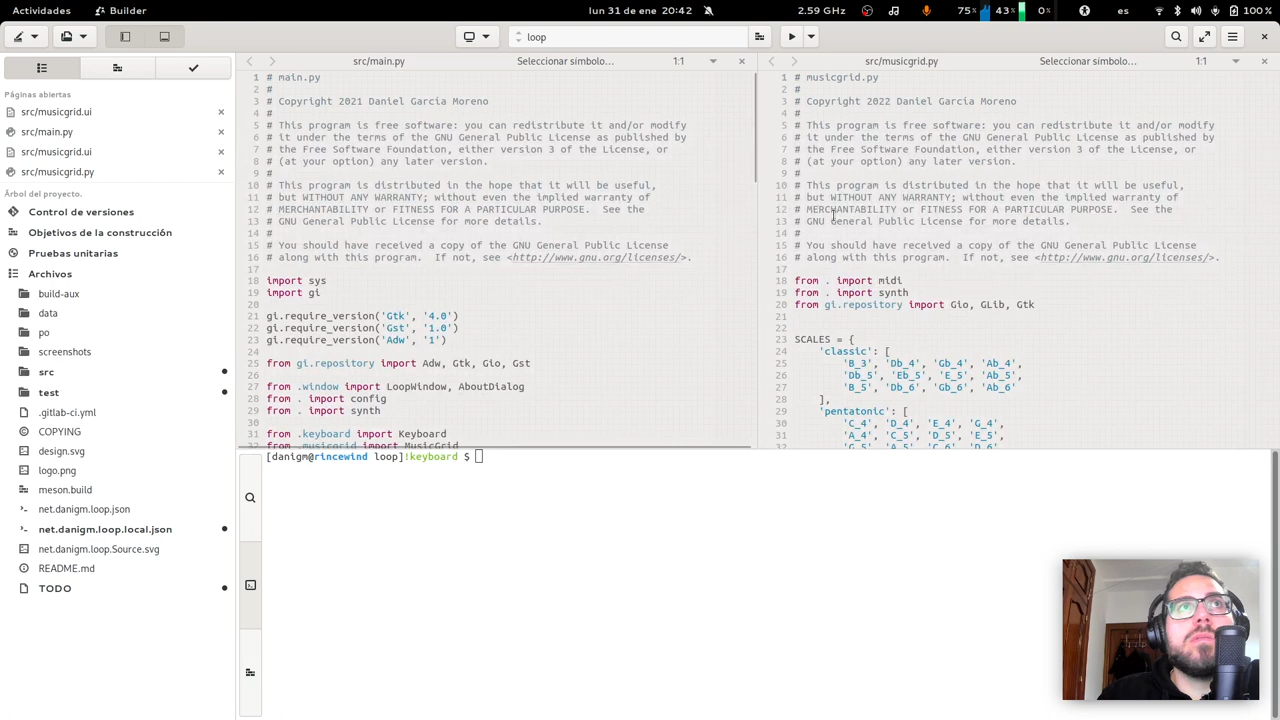 Actividades
Builder
lun 31 de ene 20:42
2.59 GHz
75%
43%
0%
es
100 %
loop
Páginas abiertas
src/musicgrid.ui
src/main.py
src/musicgrid.ui
src/musicgrid.py
Árbol del proyecto.
Control de versiones
Objetivos de la construcción
Pruebas unitarias
Archivos
build-aux
data
po
screenshots
src
test
.gitlab-ci.yml
COPYING
design.svg
logo.png
meson.build
net.danigm.loop.json
net.danigm.loop.local.json
net.danigm.loop.Source.svg
README.md
TODO
src/main.py
Seleccionar símbolo...
1:1
1 # main.py
2 #
3 # Copyright 2021 Daniel García Moreno
4 #
5 # This program is free software: you can redistribute it and/or modify
6 # it under the terms of the GNU General Public License as published by
7 # the Free Software Foundation, either version 3 of the License, or
8 # (at your option) any later version.
9 #
10 # This program is distributed in the hope that it will be useful,
11 # but WITHOUT ANY WARRANTY; without even the implied warranty of
12 # MERCHANTABILITY or FITNESS FOR A PARTICULAR PURPOSE.  See the
13 # GNU General Public License for more details.
14 #
15 # You should have received a copy of the GNU General Public License
16 # along with this program.  If not, see <http://www.gnu.org/licenses/>.
17
18 import sys
19 import gi
20
21 gi.require_version('Gtk', '4.0')
22 gi.require_version('Gst', '1.0')
23 gi.require_version('Adw', '1')
24
25 from gi.repository import Adw, Gtk, Gio, Gst
26
27 from .window import LoopWindow, AboutDialog
28 from . import config
29 from . import synth
30
31 from .keyboard import Keyboard
32 from .musicgrid import MusicGrid
src/musicgrid.py
Seleccionar símbolo...
1:1
1 # musicgrid.py
2 #
3 # Copyright 2022 Daniel García Moreno
4 #
5 # This program is free software: you can redistribute it and/or modify
6 # it under the terms of the GNU General Public License as published by
7 # the Free Software Foundation, either version 3 of the License, or
8 # (at your option) any later version.
9 #
10 # This program is distributed in the hope that it will be useful,
11 # but WITHOUT ANY WARRANTY; without even the implied warranty of
12 # MERCHANTABILITY or FITNESS FOR A PARTICULAR PURPOSE.  See the
13 # GNU General Public License for more details.
14 #
15 # You should have received a copy of the GNU General Public License
16 # along with this program.  If not, see <http://www.gnu.org/licenses/>.
17
18 from . import midi
19 from . import synth
20 from gi.repository import Gio, GLib, Gtk
21
22
23 SCALES = {
24 'classic': [
25 'B_3', 'Db_4', 'Gb_4', 'Ab_4',
26 'Db_5', 'Eb_5', 'E_5', 'Ab_5',
27 'B_5', 'Db_6', 'Gb_6', 'Ab_6'
28 ],
29 'pentatonic': [
30 'C_4', 'D_4', 'E_4', 'G_4',
31 'A_4', 'C_5', 'D_5', 'E_5',
32 'G_5', 'A_5', 'C_6', 'D_6'
[danigm@rincewind loop]!keyboard $